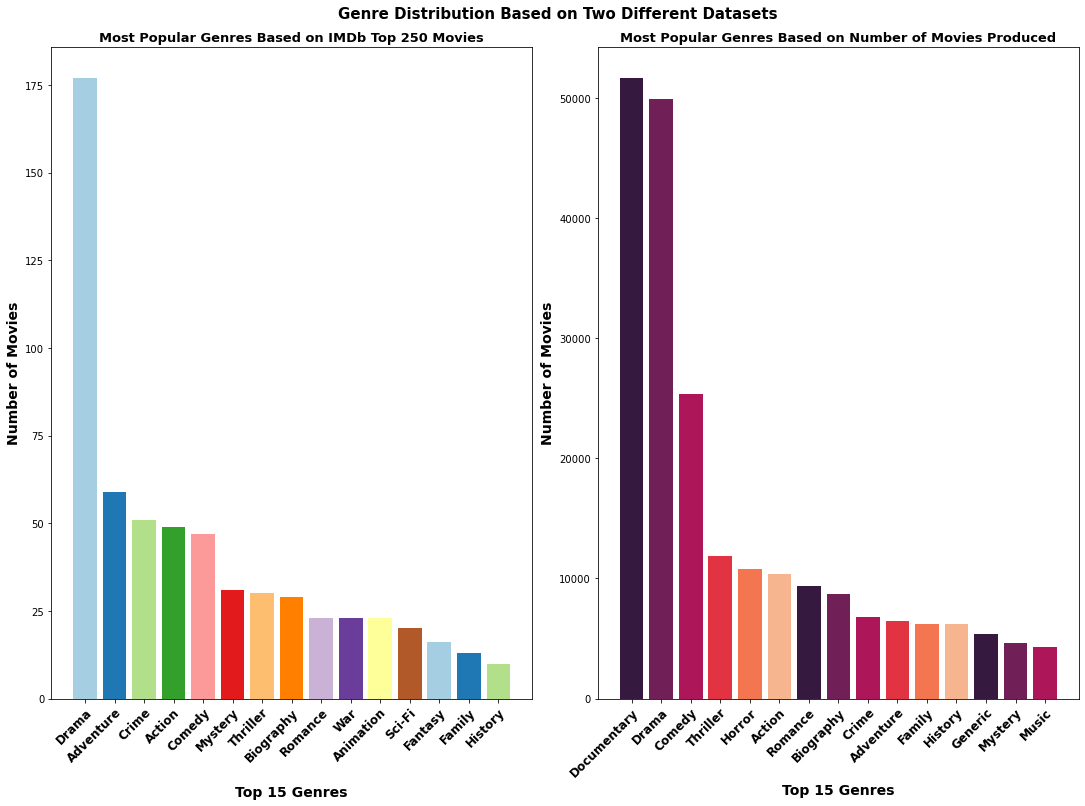 Genre Distribution Based on Two Different Datasets
Most Popular Genres Based on IMDb Top 250 Movies
Number of Movies
175
150
125
100
75
50
25
0
Drama
Adventure
Crime
Action
Comedy
Mystery
Thriller
Biography
Romance
War
Animation
Sci-Fi
Fantasy
Family
History
Top 15 Genres
Most Popular Genres Based on Number of Movies Produced
Number of Movies
50000
40000
30000
20000
10000
0
Documentary
Drama
Comedy
Thriller
Horror
Action
Romance
Biography
Crime
Adventure
Family
History
Generic
Mystery
Music
Top 15 Genres